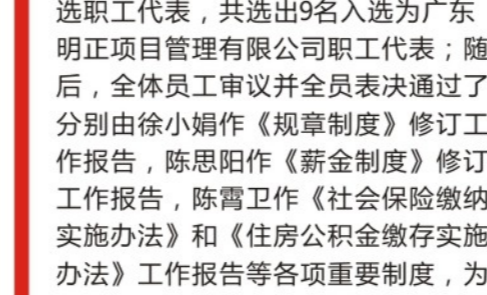 选职工代表，共选出9名入选为广东
明正项目管理有限公司职工代表；随
后，全体员工审议并全员表决通过了
分别由徐小娟作《规章制度》修订工
作报告，陈思阳作《薪金制度》修订
工作报告，陈霄卫作《社会保险缴纳
实施办法》和《住房公积金缴存实施
办法》工作报告等各项重要制度，为